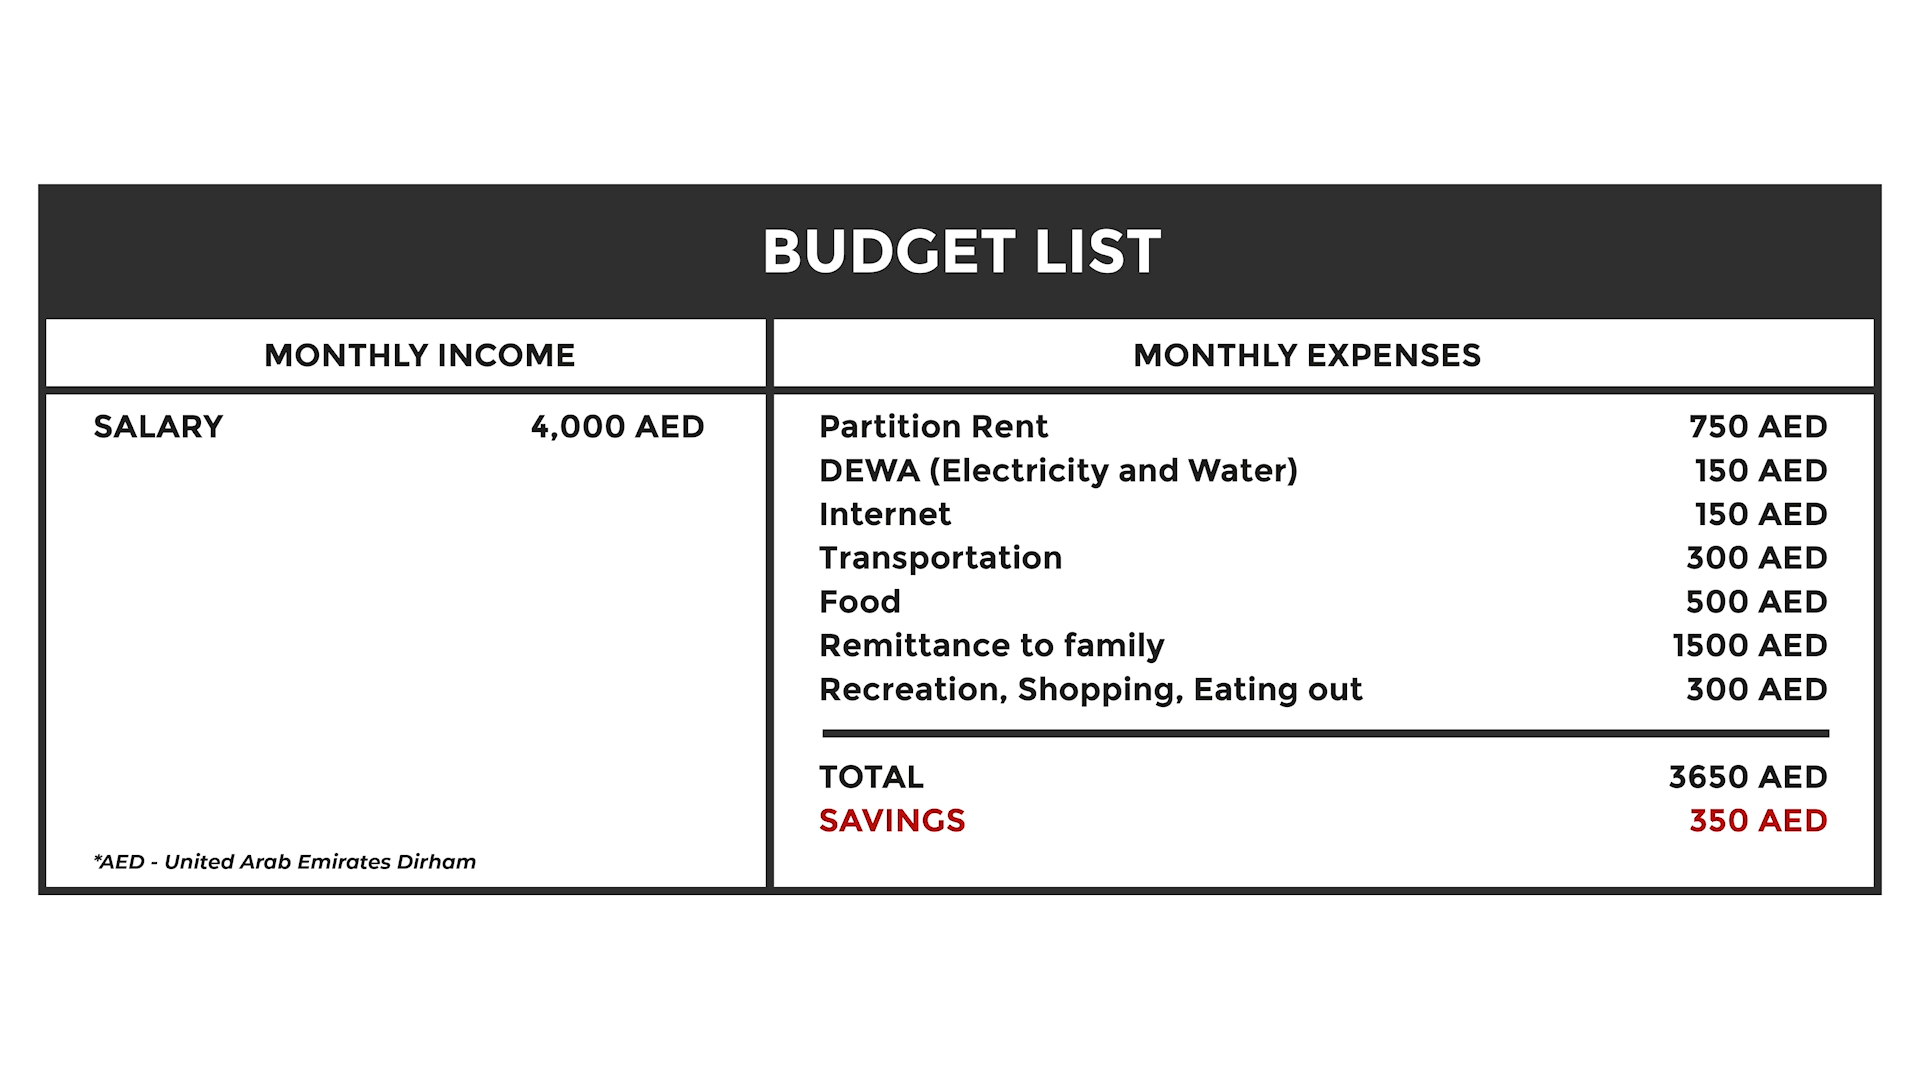 BUDGET LIST
MONTHLY INCOME
MONTHLY EXPENSES
SALARY 4,000 AED
Partition Rent 750 AED
DEWA (Electricity and Water) 150 AED
Internet 150 AED
Transportation 300 AED
Food 500 AED
Remittance to family 1500 AED
Recreation, Shopping, Eating out 300 AED
TOTAL 3650 AED
SAVINGS 350 AED
*AED - United Arab Emirates Dirham